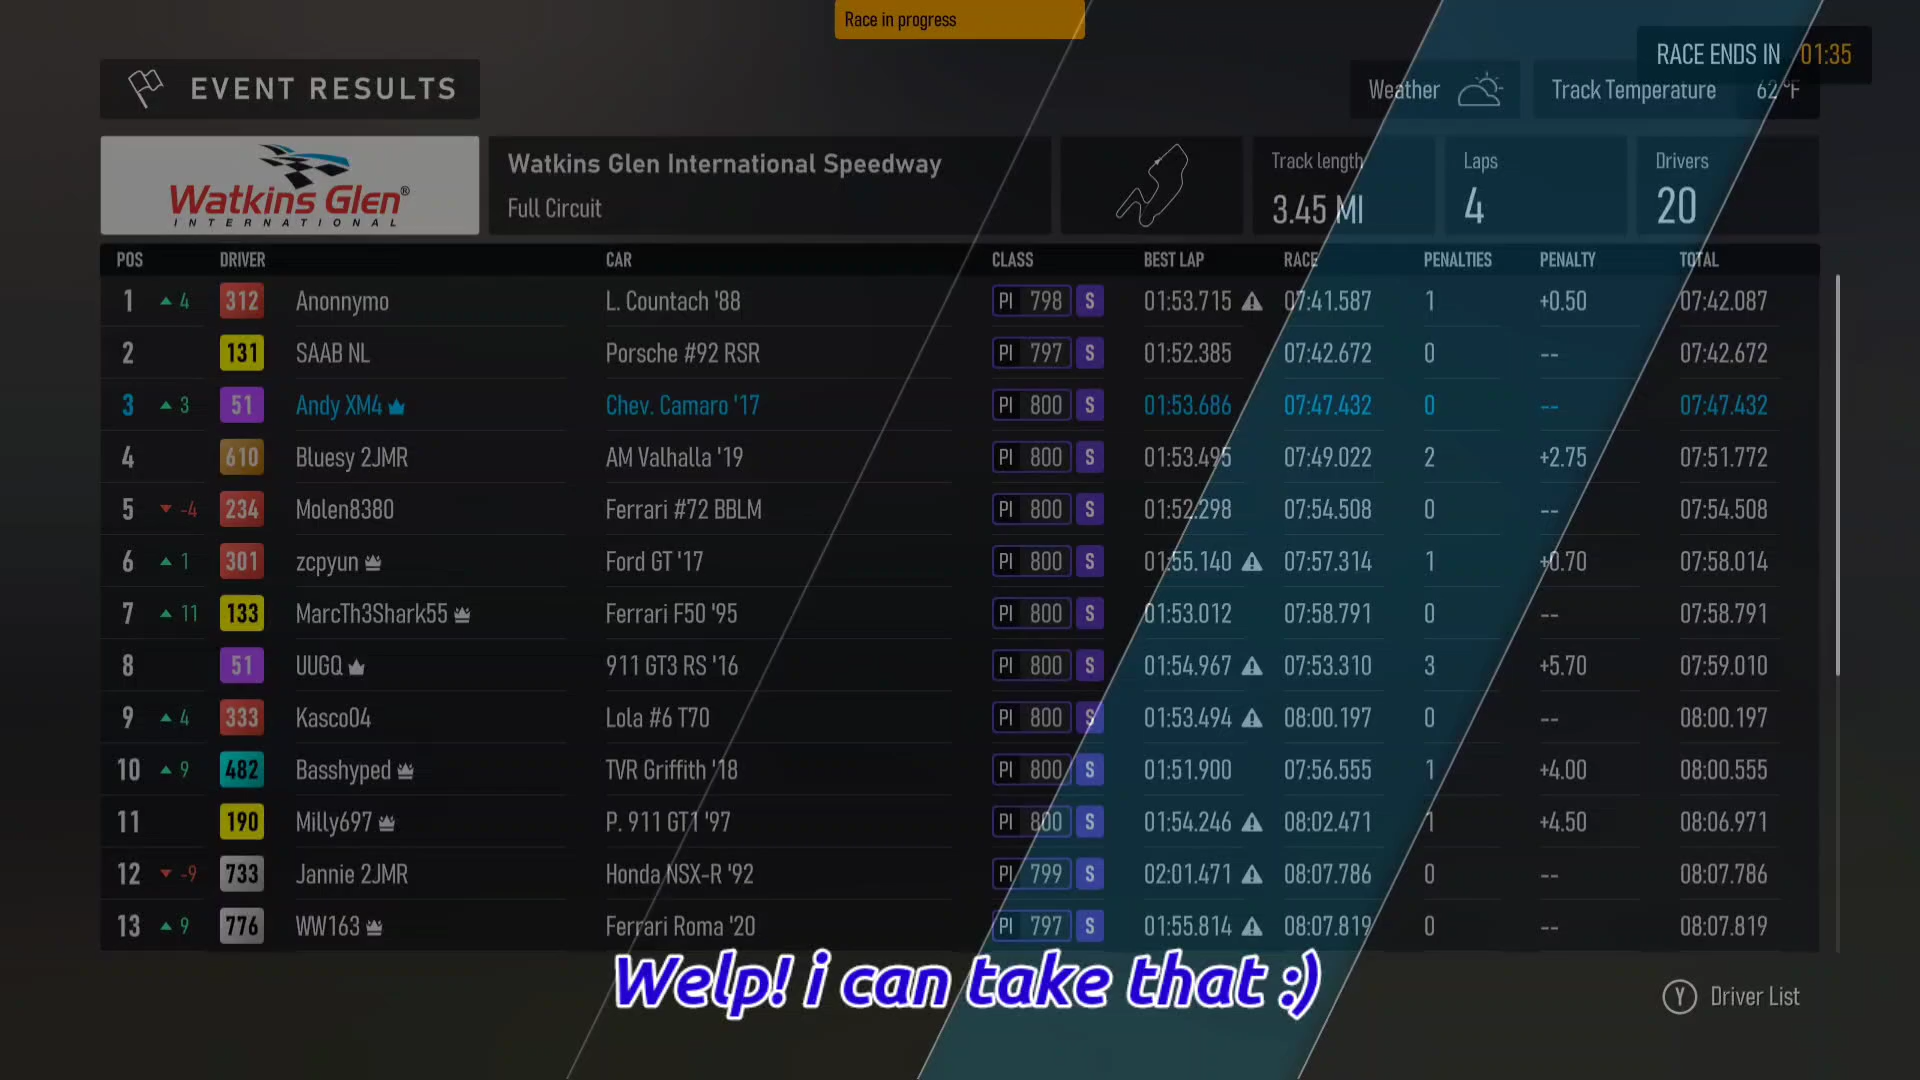 Race in progress
RACE ENDS IN 01:35
EVENT RESULTS
Weather
Track Temperature 62 °F
Watkins Glen®
INTERNATIONAL
Watkins Glen International Speedway
Full Circuit
Track length
3.45 MI
Laps
4
Drivers
20
POS DRIVER CAR CLASS BEST LAP RACE PENALTIES PENALTY TOTAL
1 4 312 Anonnymo L. Countach '88 PI 798 S 01:53.715 07:41.587 1 +0.50 07:42.087
2 131 SAAB NL Porsche #92 RSR PI 797 S 01:52.385 07:42.672 0 -- 07:42.672
3 3 51 Andy XM4 Chev. Camaro '17 PI 800 S 01:53.686 07:47.432 0 -- 07:47.432
4 610 Bluesy 2JMR AM Valhalla '19 PI 800 S 01:53.495 07:49.022 2 +2.75 07:51.772
5 -4 234 Molen8380 Ferrari #72 BBLM PI 800 S 01:52.298 07:54.508 0 -- 07:54.508
6 1 301 zcpyun Ford GT '17 PI 800 S 01:55.140 07:57.314 1 +0.70 07:58.014
7 11 133 MarcTh3Shark55 Ferrari F50 '95 PI 800 S 01:53.012 07:58.791 0 -- 07:58.791
8 51 UUGQ 911 GT3 RS '16 PI 800 S 01:54.967 07:53.310 3 +5.70 07:59.010
9 4 333 Kasco04 Lola #6 T70 PI 800 S 01:53.494 08:00.197 0 -- 08:00.197
10 9 482 Basshyped TVR Griffith '18 PI 800 S 01:51.900 07:56.555 1 +4.00 08:00.555
11 190 Milly697 P. 911 GT1 '97 PI 800 S 01:54.246 08:02.471 1 +4.50 08:06.971
12 -9 733 Jannie 2JMR Honda NSX-R '92 PI 799 S 02:01.471 08:07.786 0 -- 08:07.786
13 9 776 WW163 Ferrari Roma '20 PI 797 S 01:55.814 08:07.819 0 -- 08:07.819
Welp! i can take that :)
Y Driver List